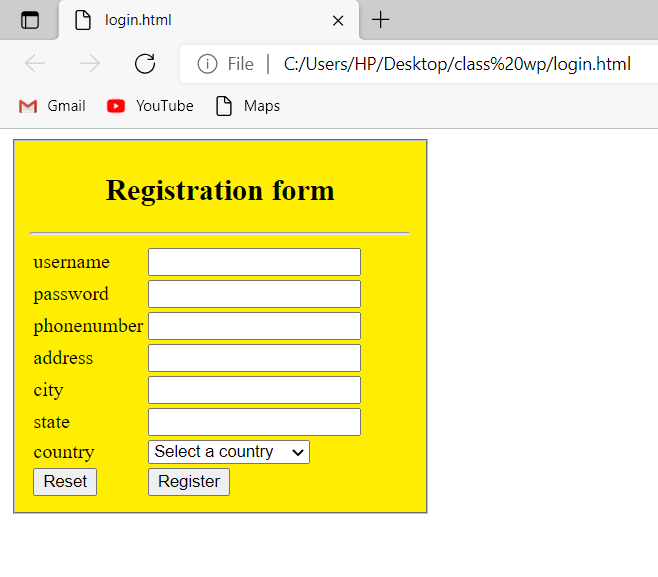 login.html
File | C:/Users/HP/Desktop/class%20wp/login.html
Gmail YouTube Maps
Registration form
username
password
phonenumber
address
city
state
country Select a country
Reset Register